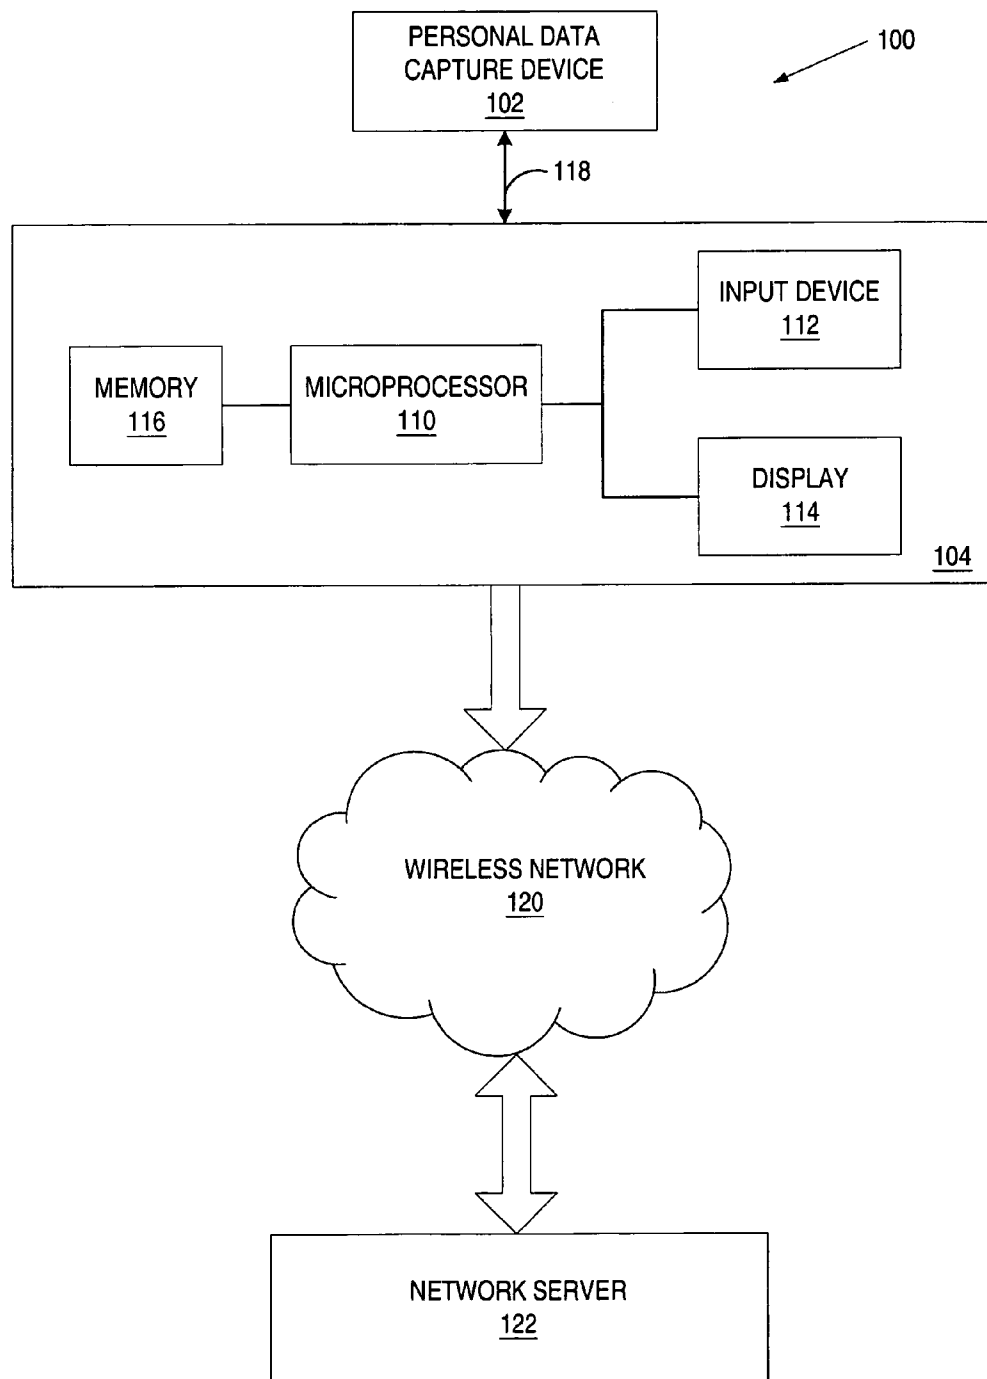 PERSONAL DATA
CAPTURE DEVICE
102
100
118
INPUT DEVICE
112
MEMORY
116
MICROPROCESSOR
110
DISPLAY
114
104
WIRELESS NETWORK
120
NETWORK SERVER
122